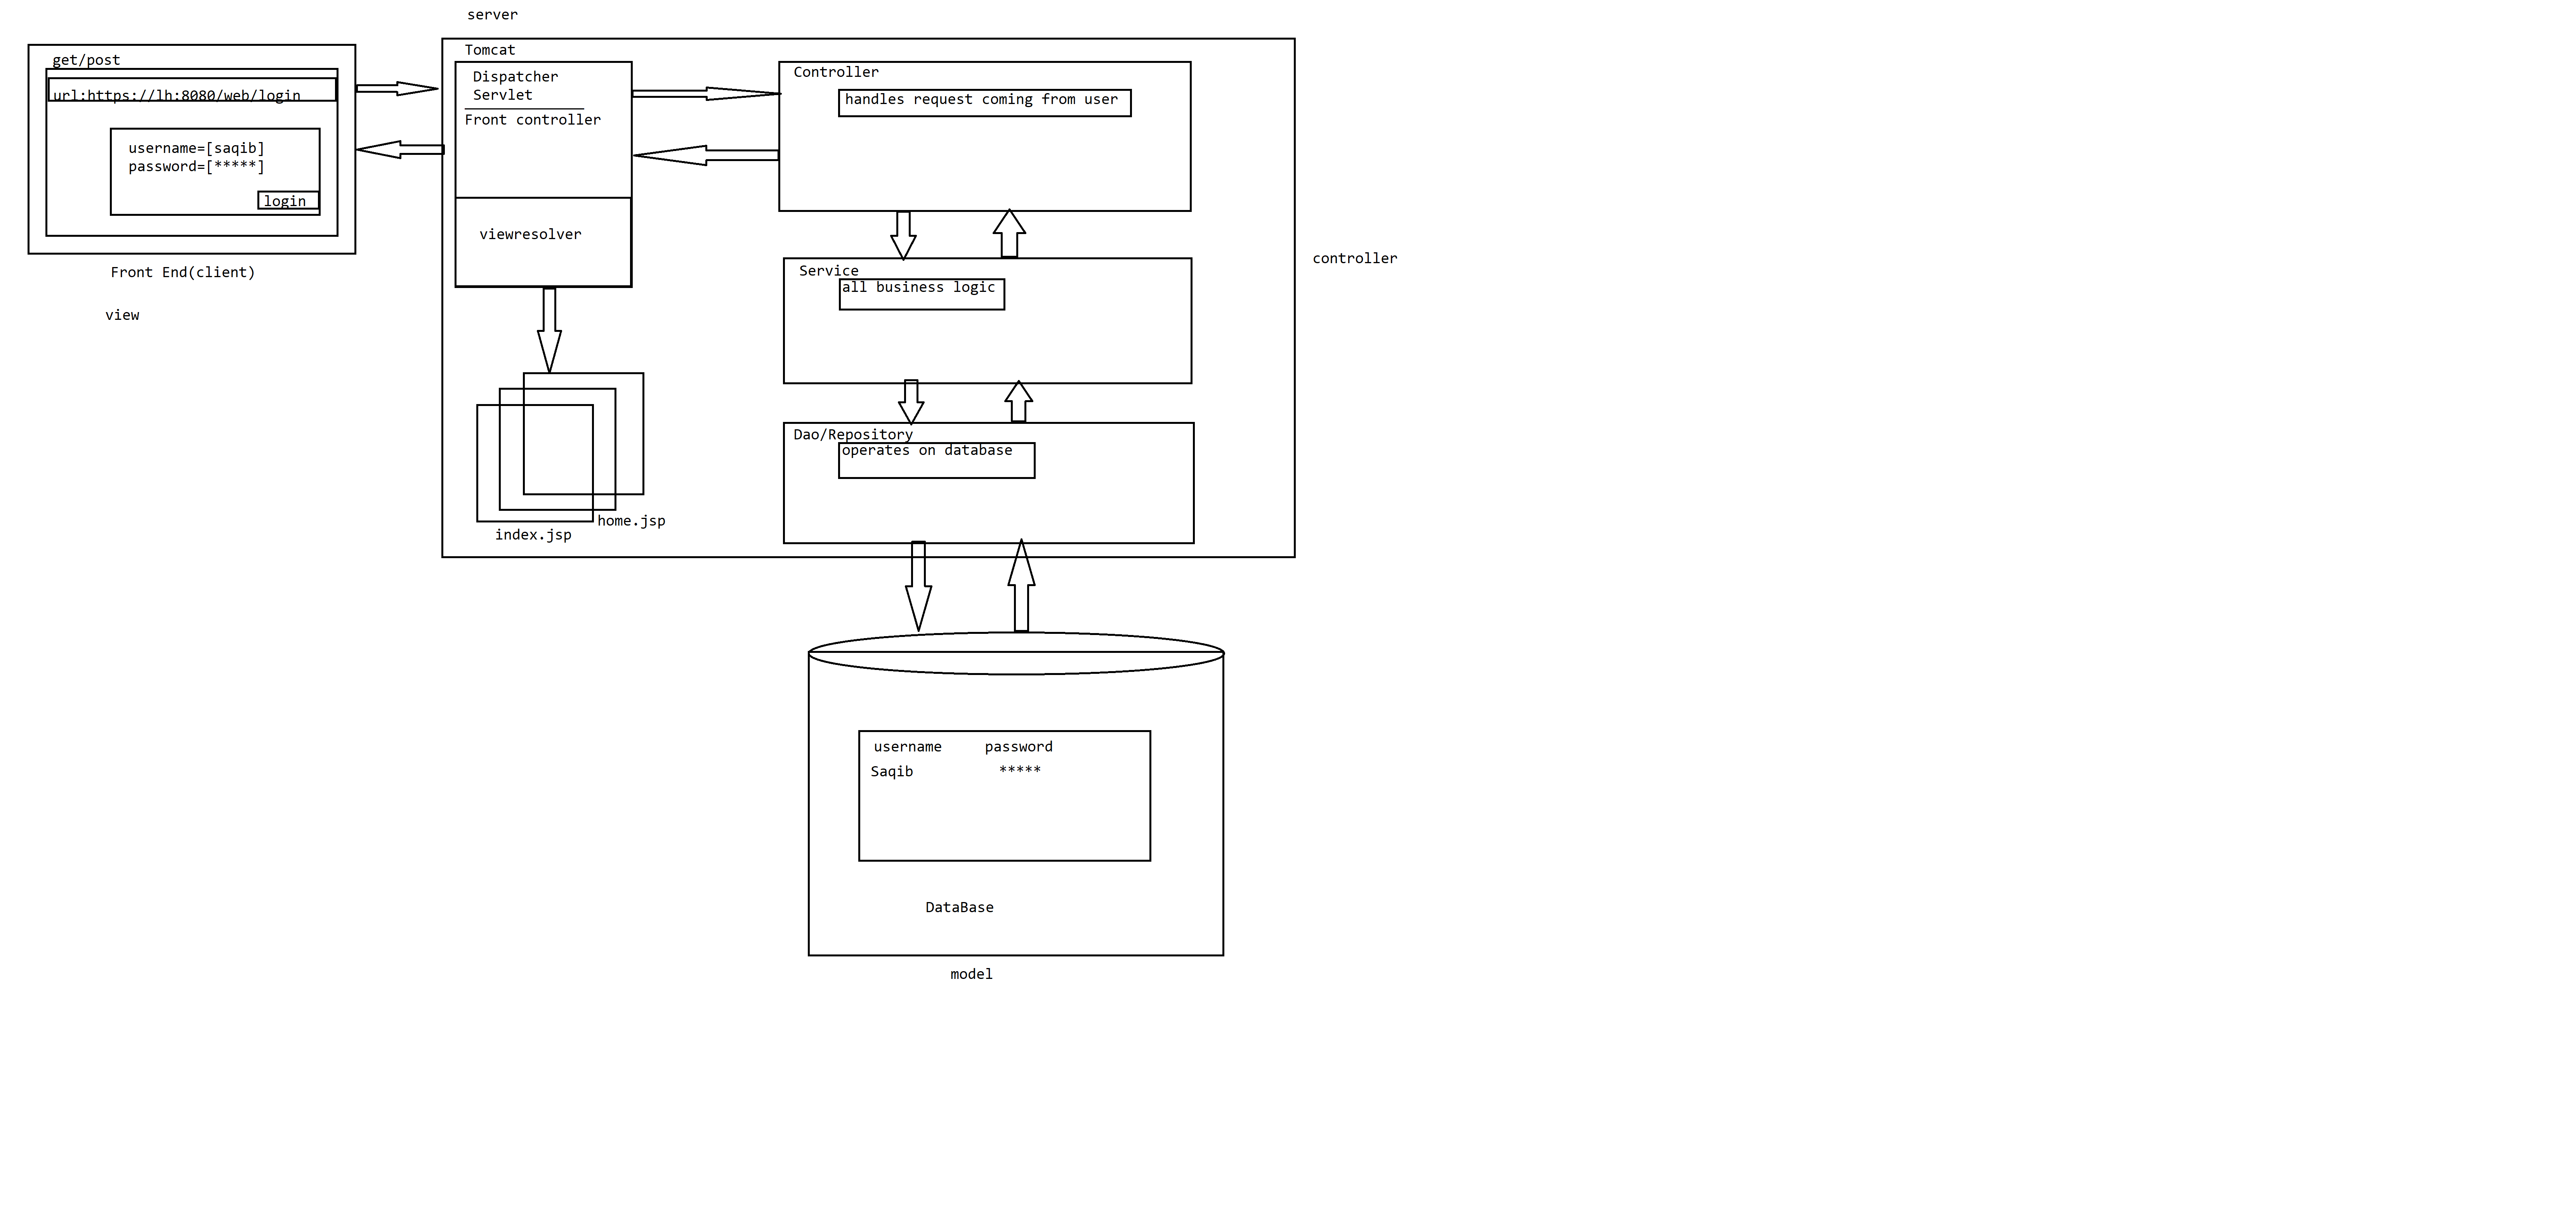 server
get/post
url:https://lh:8080/web/login
username=[saqib]
password=[*****]
login
Front End(client)
view
Tomcat
Dispatcher
Servlet
Front controller
viewresolver
index.jsp
home.jsp
Controller
handles request coming from user
Service
all business logic
Dao/Repository
operates on database
controller
username password
Saqib *****
DataBase
model